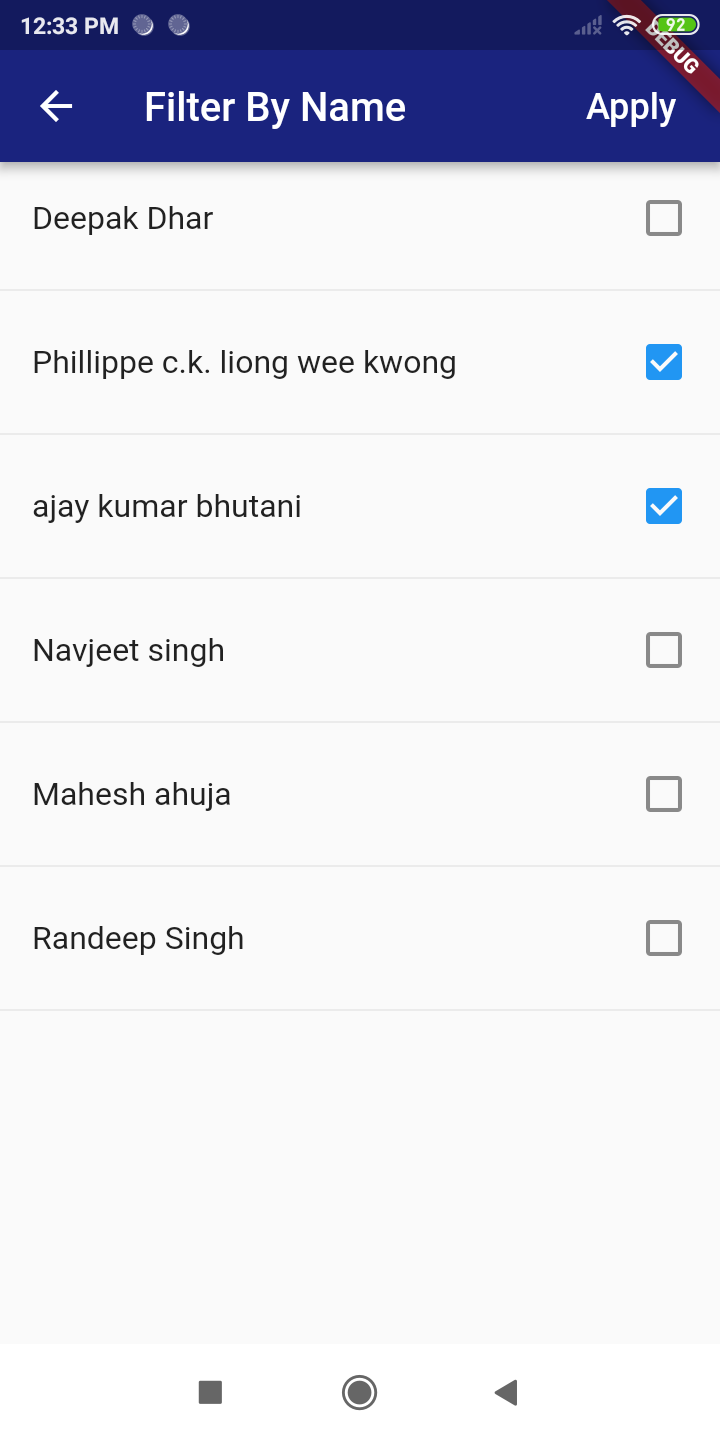 12:33 PM
92
DEBUG
Filter By Name
Apply
Deepak Dhar
Phillippe c.k. liong wee kwong
ajay kumar bhutani
Navjeet singh
Mahesh ahuja
Randeep Singh